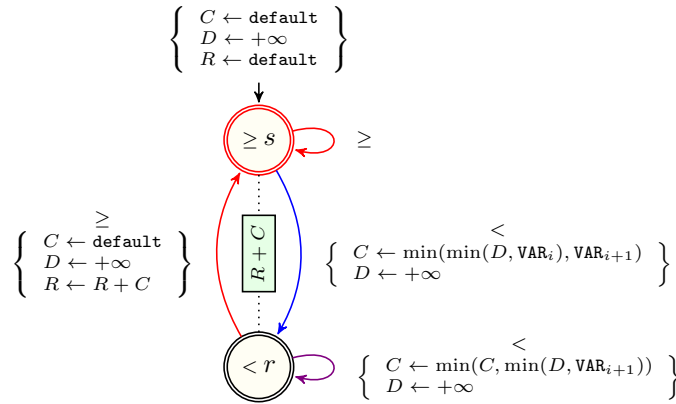 C ← default
D ← +∞
R ← default
≥ s
≥
≥
C ← default
D ← +∞
R ← R + C
R + C
<
C ← min(min(D, VAR_i), VAR_{i+1})
D ← +∞
< r
<
C ← min(C, min(D, VAR_{i+1}))
D ← +∞